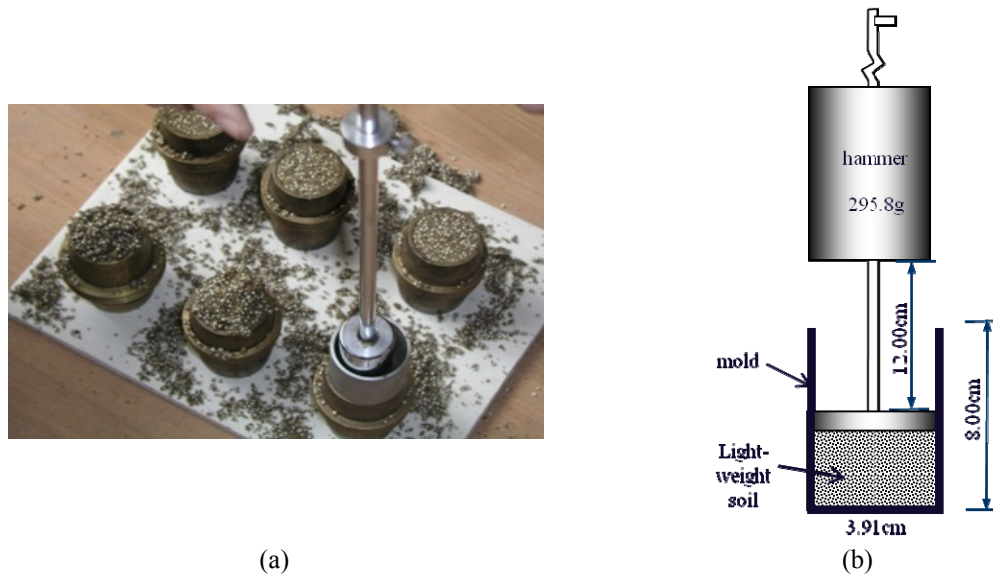 hammer
295.8g
12.00cm
8.00cm
mold
Light-
weight
soil
3.91cm
(a)
(b)